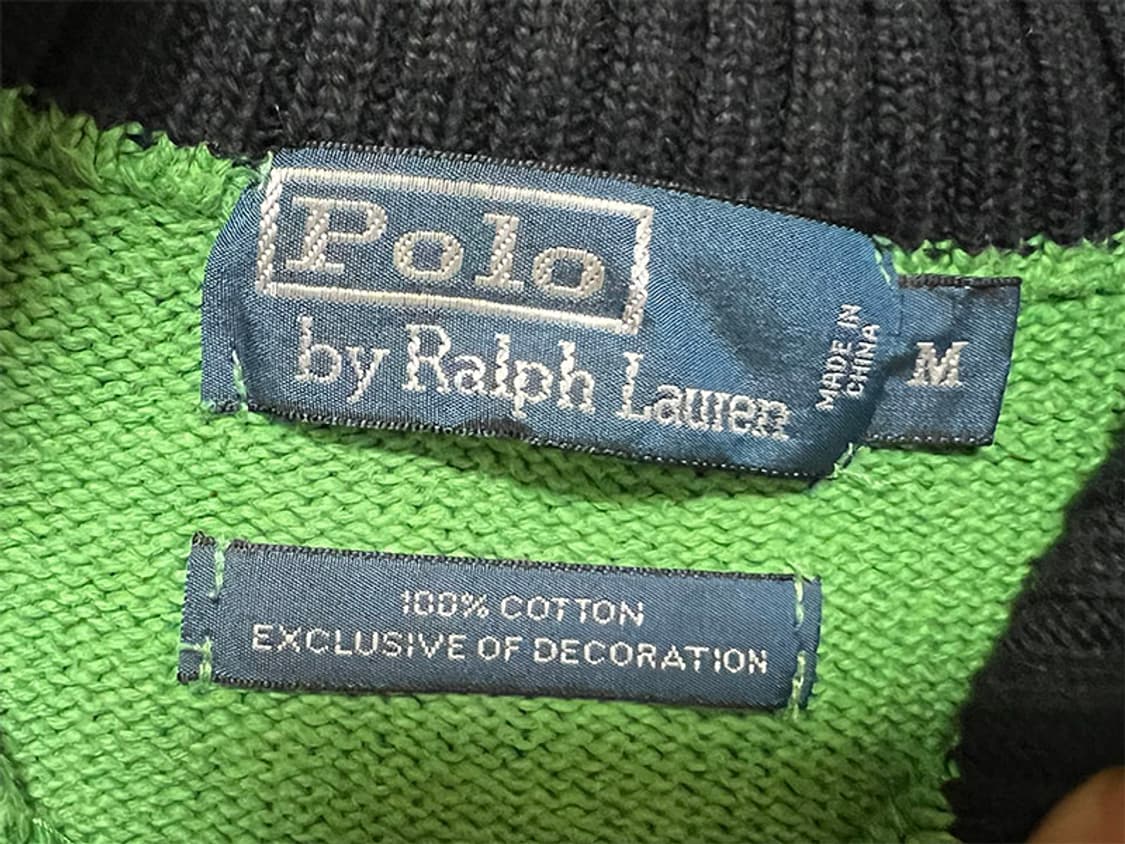 Polo
by Ralph Lauren
MADE IN
CHINA
M
100% COTTON
EXCLUSIVE OF DECORATION